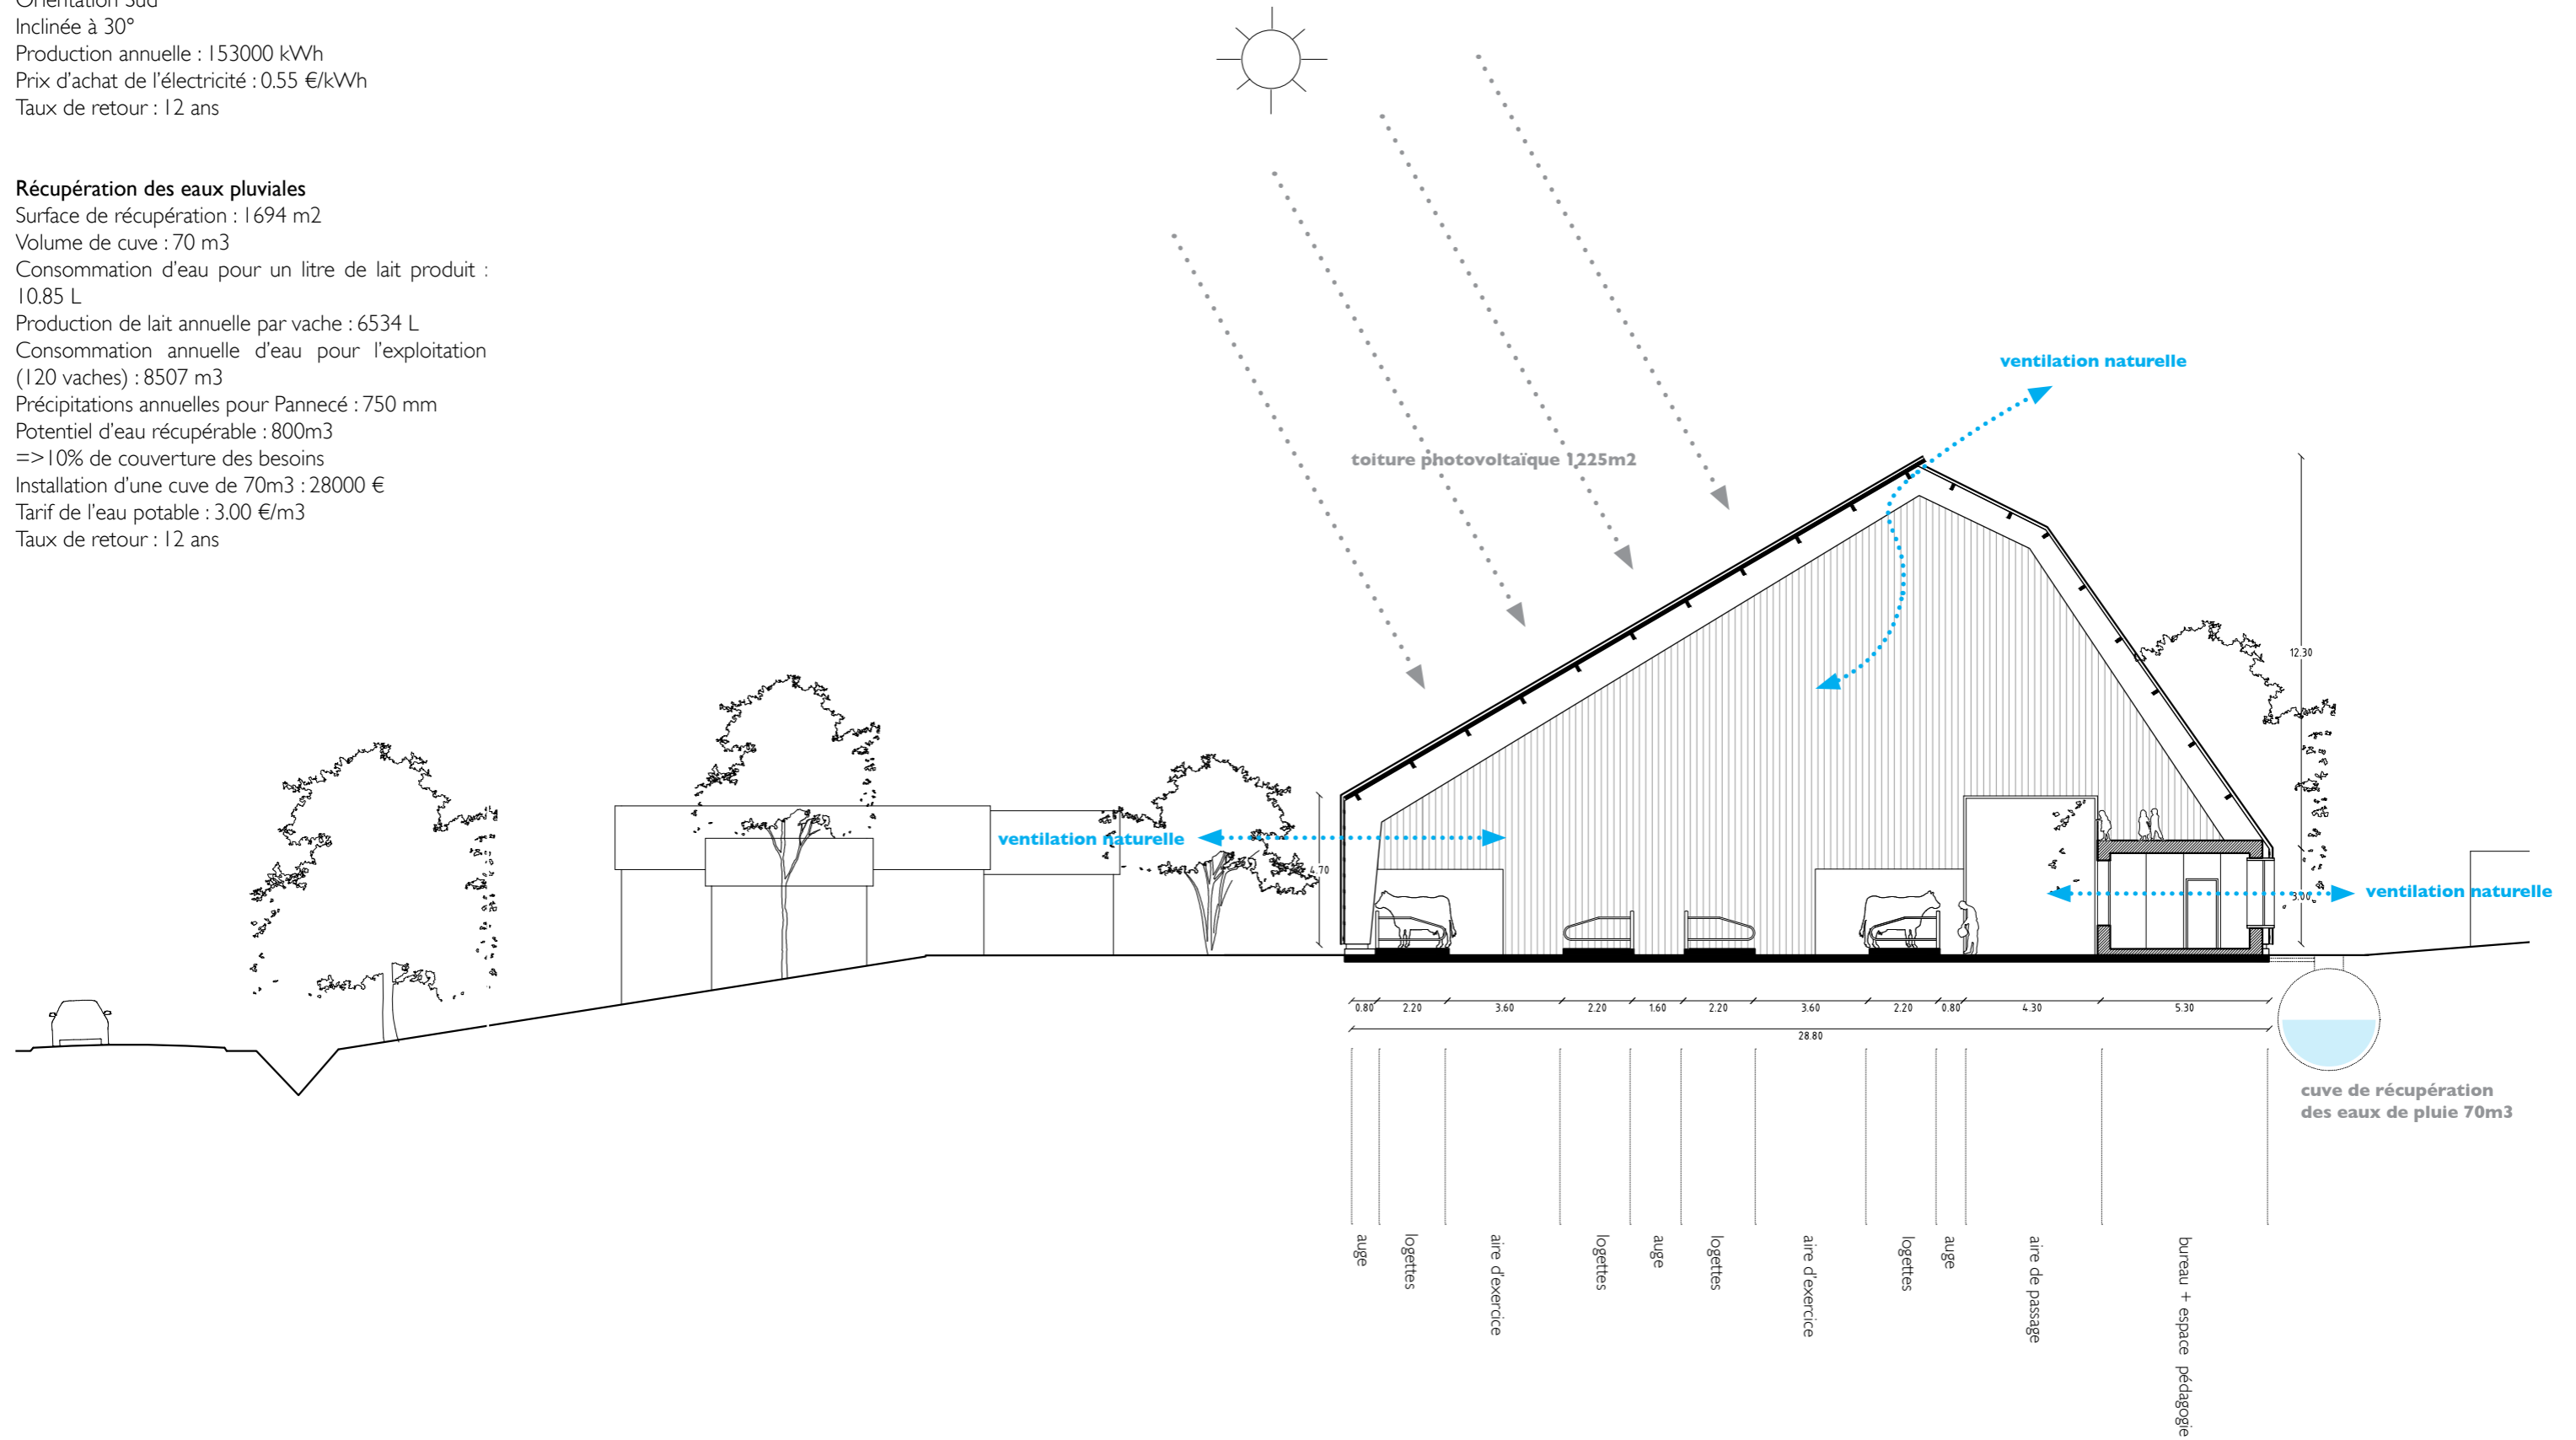 Orientation Sud
Inclinée à 30°
Production annuelle : 153000 kWh
Prix d'achat de l'électricité : 0.55 €/kWh
Taux de retour : 12 ans
Récupération des eaux pluviales
Surface de récupération : 1694 m2
Volume de cuve : 70 m3
Consommation d'eau pour un litre de lait produit :
10.85 L
Production de lait annuelle par vache : 6534 L
Consommation annuelle d'eau pour l'exploitation
(120 vaches) : 8507 m3
Précipitations annuelles pour Pannecé : 750 mm
Potentiel d'eau récupérable : 800m3
=>10% de couverture des besoins
Installation d'une cuve de 70m3 : 28000 €
Tarif de l'eau potable : 3.00 €/m3
Taux de retour : 12 ans
ventilation naturelle
toiture photovoltaïque 1225m2
12.30
ventilation naturelle
4.70
3.00
ventilation naturelle
0.80 2.20 3.60 2.20 1.60 2.20 3.60 2.20 0.80 4.30 5.30
28.80
cuve de récupération
des eaux de pluie 70m3
auge
logettes
aire d'exercice
logettes
auge
logettes
aire d'exercice
logettes
auge
aire de passage
bureau + espace pédagogie